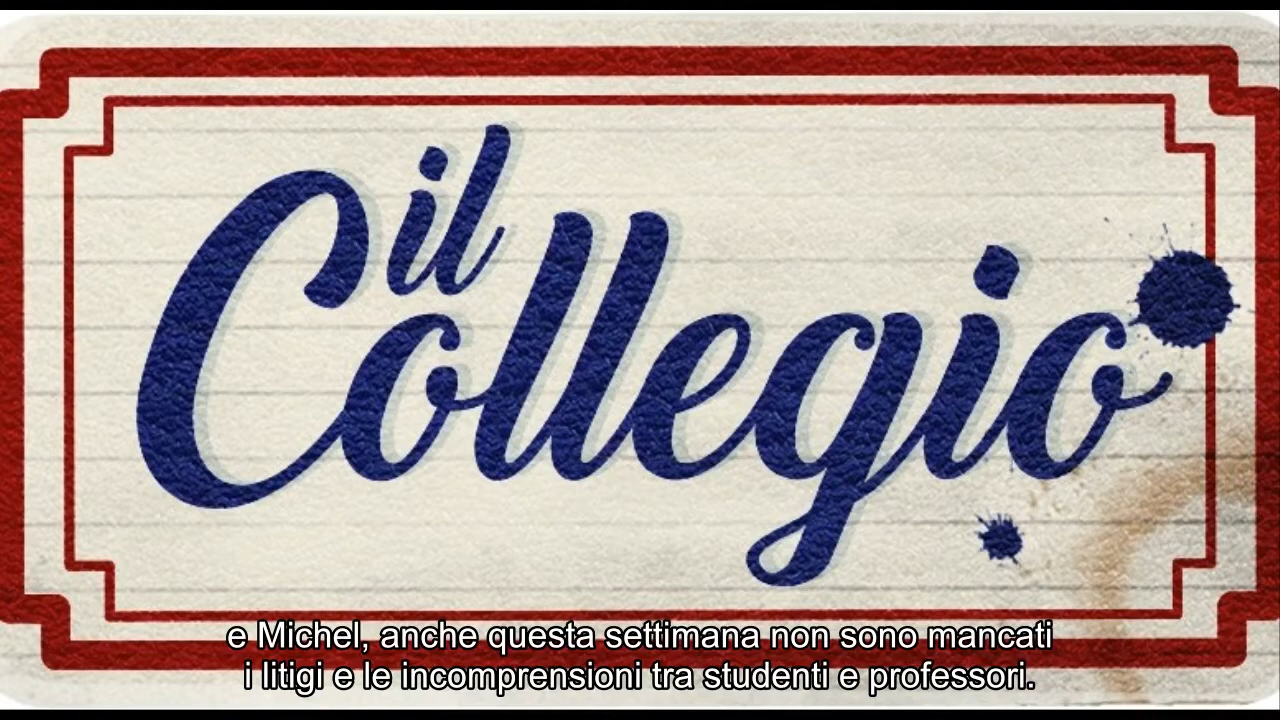 il
Collegio
e Michel, anche questa settimana non sono mancati
i litigi e le incomprensioni tra studenti e professori.